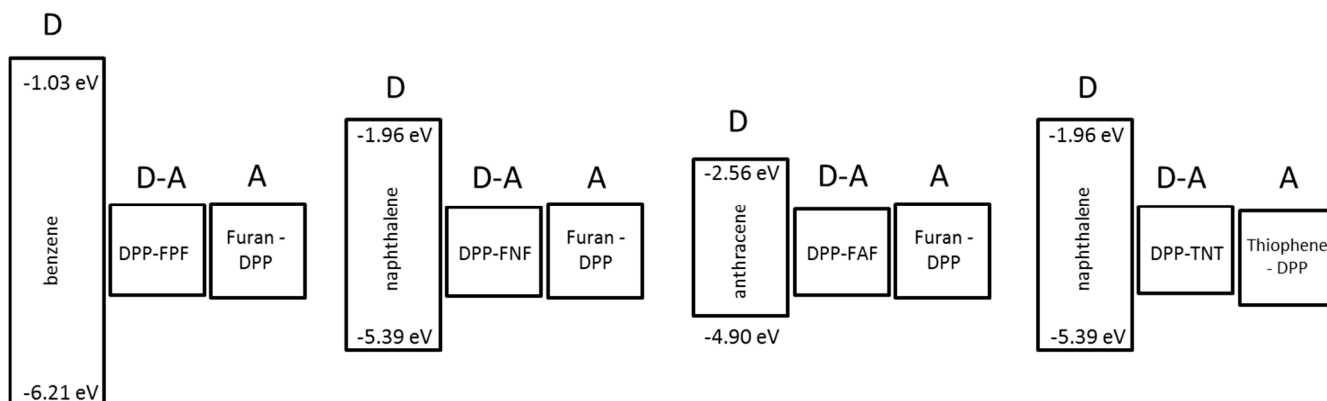 D
-1.03 eV
benzene
-6.21 eV
D-A
DPP-FPF
A
Furan -
DPP
D
-1.96 eV
naphthalene
-5.39 eV
D-A
DPP-FNF
A
Furan -
DPP
D
-2.56 eV
anthracene
-4.90 eV
D-A
DPP-FAF
A
Furan -
DPP
D
-1.96 eV
naphthalene
-5.39 eV
D-A
DPP-TNT
A
Thiophene
- DPP